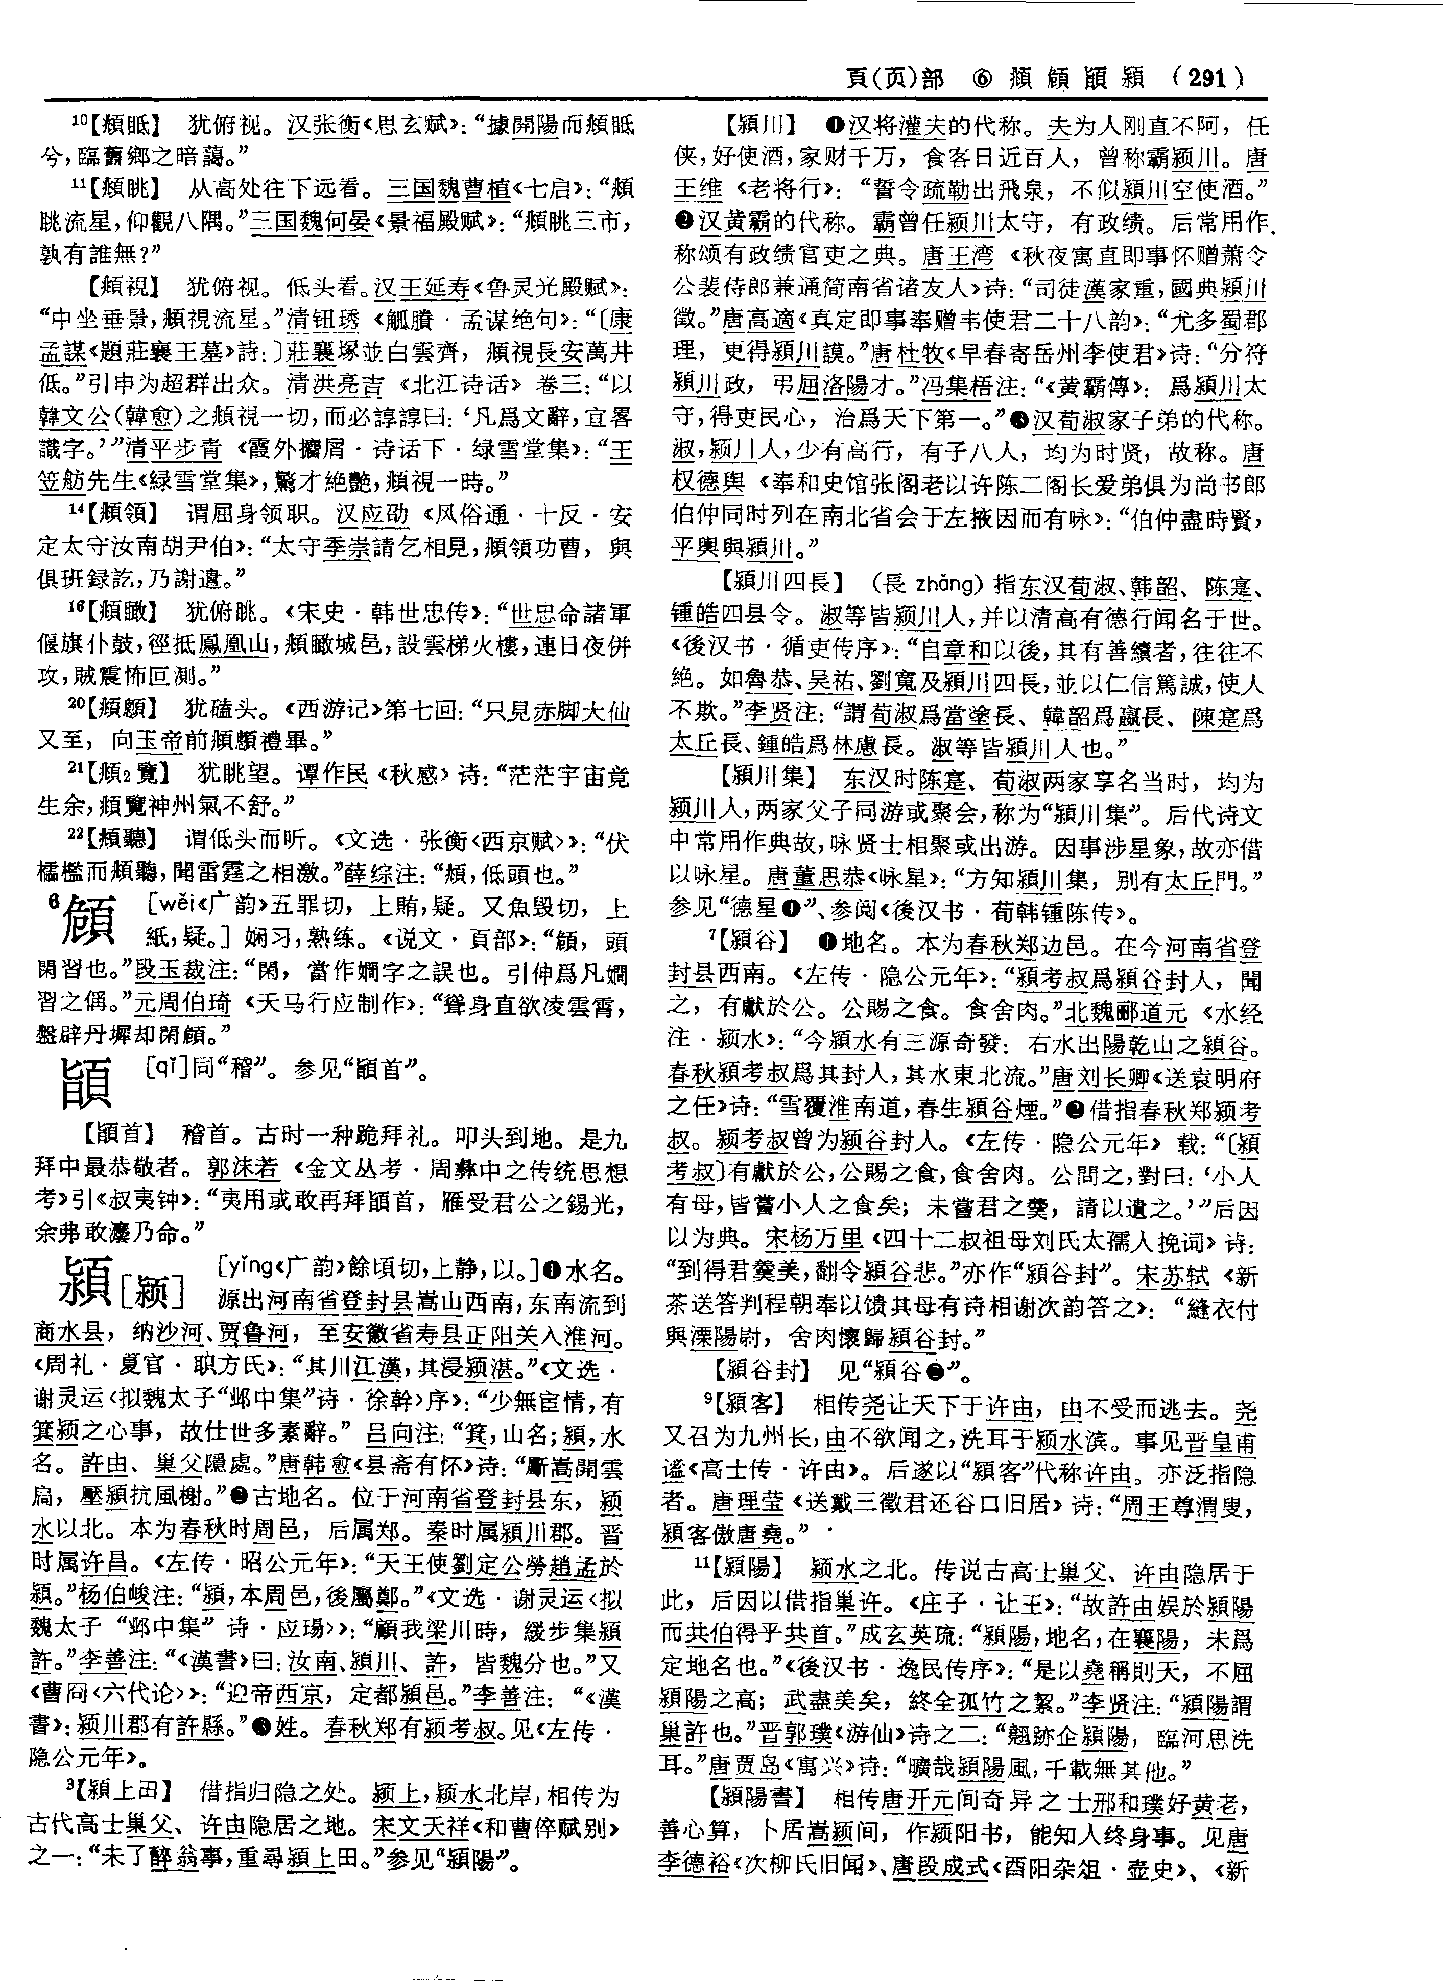 頁(页)部 ⑥ 頫 頠 䭫 潁 (291)
¹⁰【頫眡】 犹俯视。汉张衡《思玄赋》：“據開陽而頫眡
兮，臨舊鄉之暗藹。”
¹¹【頫眺】 从高处往下远看。三国魏曹植《七启》：“頫
眺流星，仰觀八隅。”三国魏何晏《景福殿赋》：“頫眺三市，
孰有誰無？”
【頫視】 犹俯视。低头看。汉王延寿《鲁灵光殿赋》：
“中坐垂景，頫視流星。”清钮琇《觚賸·孟谋绝句》：“〔康
孟謀《題莊襄王墓》詩：〕莊襄塚並白雲齊，頫視長安萬井
低。”引申为超群出众。清洪亮吉《北江诗话》卷三：“以
韓文公（韓愈）之頫視一切，而必諄諄曰：‘凡爲文辭，宜畧
識字。’”清平步青《霞外攟屑·诗话下·绿雪堂集》：“王
笠舫先生《緑雪堂集》，驚才絶艷，頫視一時。”
¹⁴【頫領】 谓屈身领职。汉应劭《风俗通·十反·安
定太守汝南胡尹伯》：“太守季崇請乞相見，頫領功曹，與
俱班録訖，乃謝遣。”
¹⁶【頫瞰】 犹俯眺。《宋史·韩世忠传》：“世忠命諸軍
偃旗仆鼓，徑抵鳳凰山，頫瞰城邑，設雲梯火樓，連日夜併
攻，賊震怖叵測。”
²⁰【頫顖】 犹磕头。《西游记》第七回：“只見赤脚大仙
又至，向玉帝前頫顖禮畢。”
²¹【頫₂覽】 犹眺望。谭作民《秋感》诗：“茫茫宇宙竟
生余，頫覽神州氣不舒。”
²²【頫聽】 谓低头而听。《文选·张衡〈西京赋〉》：“伏
櫺檻而頫聽，聞雷霆之相激。”薛综注：“頫，低頭也。”
⁶頠 [wěi《广韵》五罪切，上賄，疑。又魚毁切，上
紙，疑。] 娴习，熟练。《说文·頁部》：“頠，頭
閑習也。”段玉裁注：“閑，當作嫺字之誤也。引伸爲凡嫺
習之偁。”元周伯琦《天马行应制作》：“聳身直欲凌雲霄，
盤辟丹墀却閑頠。”
䭫 [qǐ]同“稽”。参见“䭫首”。
【䭫首】 稽首。古时一种跪拜礼。叩头到地。是九
拜中最恭敬者。郭沫若《金文丛考·周彝中之传统思想
考》引《叔夷钟》：“夷用或敢再拜䭫首，雁受君公之錫光，
余弗敢灋乃命。”
潁[颍] [yǐng《广韵》餘頃切，上静，以。]❶水名。
源出河南省登封县嵩山西南，东南流到
商水县，纳沙河、贾鲁河，至安徽省寿县正阳关入淮河。
《周礼·夏官·职方氏》：“其川江漢，其浸颍湛。”《文选·
谢灵运〈拟魏太子“邺中集”诗·徐幹〉序》：“少無宦情，有
箕颍之心事，故仕世多素辭。”吕向注：“箕，山名；潁，水
名。許由、巢父隱處。”唐韩愈《县斋有怀》诗：“斸嵩開雲
扃，壓潁抗風榭。”❷古地名。位于河南省登封县东，颍
水以北。本为春秋时周邑，后属郑。秦时属潁川郡。晋
时属许昌。《左传·昭公元年》：“天王使劉定公勞趙孟於
潁。”杨伯峻注：“潁，本周邑，後屬鄭。”《文选·谢灵运〈拟
魏太子“邺中集”诗·应玚〉》：“顧我梁川時，緩步集潁
許。”李善注：“《漢書》曰：汝南、潁川、許，皆魏分也。”又
《曹冏〈六代论〉》：“迎帝西京，定都潁邑。”李善注：“《漢
書》：颍川郡有許縣。”❸姓。春秋郑有颍考叔。见《左传·
隐公元年》。
³【潁上田】 借指归隐之处。颍上，颍水北岸，相传为
古代高士巢父、许由隐居之地。宋文天祥《和曹倅赋别》
之一：“未了醉翁事，重尋潁上田。”参见“潁陽”。
【潁川】 ❶汉将灌夫的代称。夫为人刚直不阿，任
侠，好使酒，家财千万，食客日近百人，曾称霸颍川。唐
王维《老将行》：“誓令疏勒出飛泉，不似潁川空使酒。”
❷汉黄霸的代称。霸曾任颍川太守，有政绩。后常用作
称颂有政绩官吏之典。唐王湾《秋夜寓直即事怀赠萧令
公裴侍郎兼通简南省诸友人》诗：“司徒漢家重，國典潁川
徵。”唐高適《真定即事奉赠韦使君二十八韵》：“尤多蜀郡
理，更得潁川謨。”唐杜牧《早春寄岳州李使君》诗：“分符
潁川政，弔屈洛陽才。”冯集梧注：“《黄霸傳》：爲潁川太
守，得吏民心，治爲天下第一。”❸汉荀淑家子弟的代称。
淑，颍川人，少有高行，有子八人，均为时贤，故称。唐
权德舆《奉和史馆张阁老以许陈二阁长爱弟俱为尚书郎
伯仲同时列在南北省会于左掖因而有咏》：“伯仲盡時賢，
平輿與潁川。”
【潁川四長】 （長 zhǎng）指东汉荀淑、韩韶、陈寔、
锺皓四县令。淑等皆颍川人，并以清高有德行闻名于世。
《後汉书·循吏传序》：“自章和以後，其有善績者，往往不
絶。如魯恭、吴祐、劉寬及潁川四長，並以仁信篤誠，使人
不欺。”李贤注：“謂荀淑爲當塗長、韓韶爲嬴長、陳寔爲
太丘長、鍾皓爲林慮長。淑等皆潁川人也。”
【潁川集】 东汉时陈寔、荀淑两家享名当时，均为
颍川人，两家父子同游或聚会，称为“潁川集”。后代诗文
中常用作典故，咏贤士相聚或出游。因事涉星象，故亦借
以咏星。唐董思恭《咏星》：“方知潁川集，别有太丘門。”
参见“德星❶”、参阅《後汉书·荀韩锺陈传》。
⁷【潁谷】 ❶地名。本为春秋郑边邑。在今河南省登
封县西南。《左传·隐公元年》：“潁考叔爲潁谷封人，聞
之，有獻於公。公賜之食。食舍肉。”北魏郦道元《水经
注·颍水》：“今潁水有三源奇發：右水出陽乾山之潁谷。
春秋潁考叔爲其封人，其水東北流。”唐刘长卿《送袁明府
之任》诗：“雪覆淮南道，春生潁谷煙。”❷借指春秋郑颍考
叔。颍考叔曾为颍谷封人。《左传·隐公元年》载：“〔潁
考叔〕有獻於公，公賜之食，食舍肉。公問之，對曰：‘小人
有母，皆嘗小人之食矣；未嘗君之羹，請以遺之。’”后因
以为典。宋杨万里《四十二叔祖母刘氏太孺人挽词》诗：
“到得君羹美，翻令潁谷悲。”亦作“潁谷封”。宋苏轼《新
茶送答判程朝奉以馈其母有诗相谢次韵答之》：“縫衣付
與溧陽尉，舍肉懷歸潁谷封。”
【潁谷封】 见“潁谷❷”。
⁹【潁客】 相传尧让天下于许由，由不受而逃去。尧
又召为九州长，由不欲闻之，洗耳于颍水滨。事见晋皇甫
谧《高士传·许由》。后遂以“潁客”代称许由。亦泛指隐
者。唐理莹《送戴三徵君还谷口旧居》诗：“周王尊渭叟，
潁客傲唐堯。”
¹¹【潁陽】 颍水之北。传说古高士巢父、许由隐居于
此，后因以借指巢许。《庄子·让王》：“故許由娱於潁陽
而共伯得乎共首。”成玄英疏：“潁陽，地名，在襄陽，未爲
定地名也。”《後汉书·逸民传序》：“是以堯稱則天，不屈
潁陽之高；武盡美矣，終全孤竹之絜。”李贤注：“潁陽謂
巢許也。”晋郭璞《游仙》诗之二：“翹跡企潁陽，臨河思洗
耳。”唐贾岛《寓兴》诗：“曠哉潁陽風，千載無其他。”
【潁陽書】 相传唐开元间奇异之士邢和璞好黄老，
善心算，卜居嵩颍间，作颍阳书，能知人终身事。见唐
李德裕《次柳氏旧闻》、唐段成式《酉阳杂俎·壶史》、《新